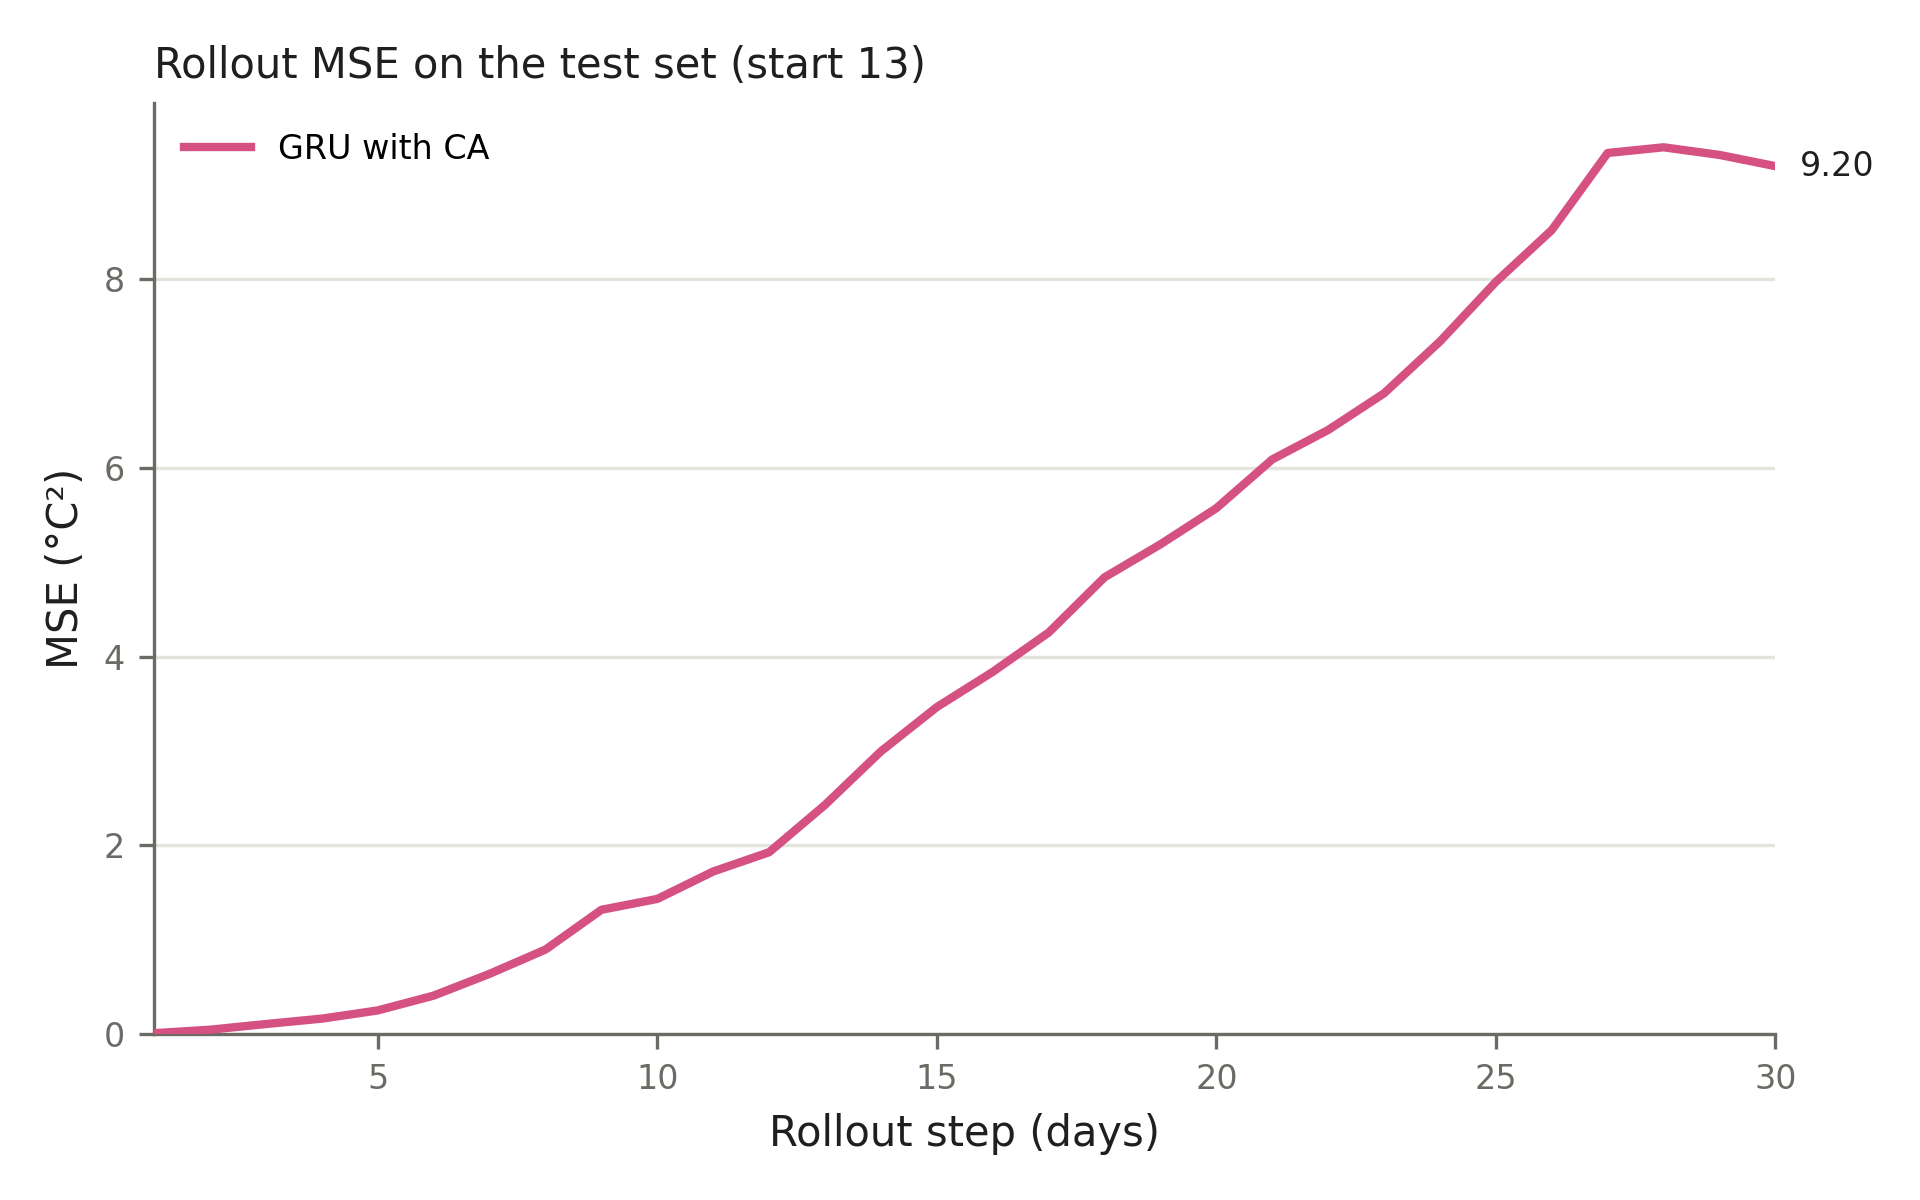 Rollout MSE on the test set (start 13)
GRU with CA
9.20
8
6
4
2
0
MSE (°C²)
5 10 15 20 25 30
Rollout step (days)